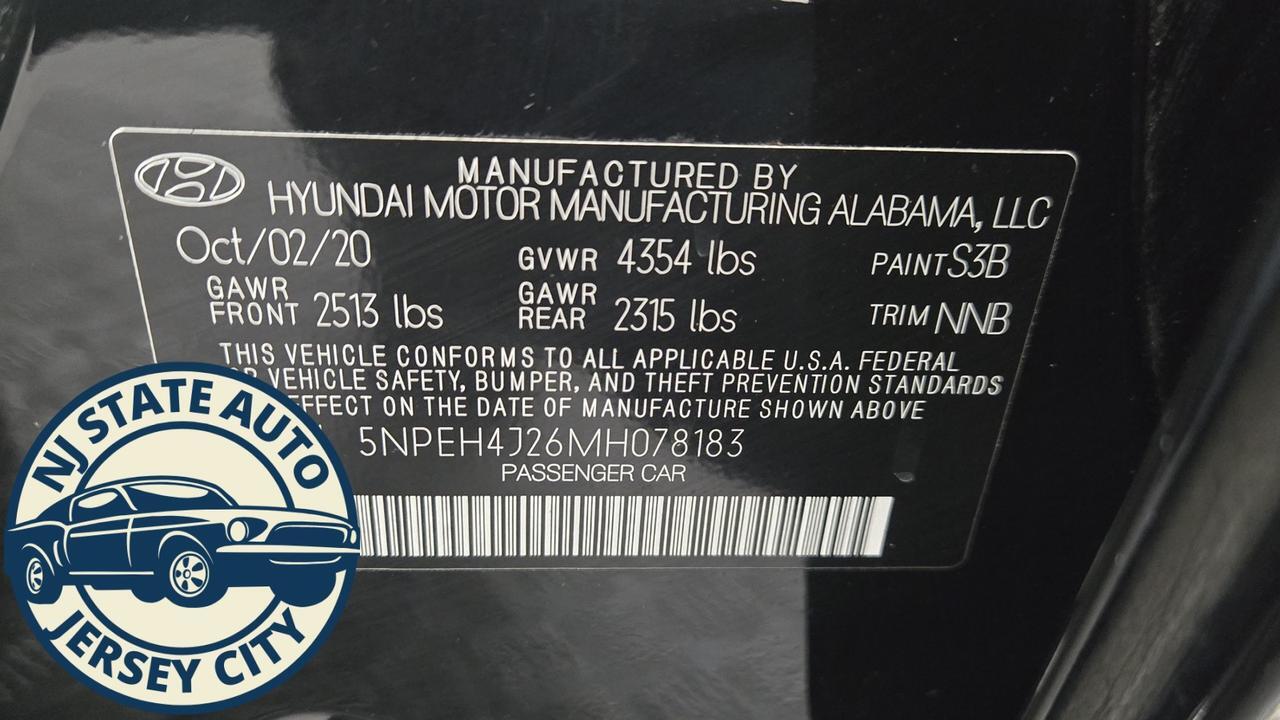 MANUFACTURED BY
HYUNDAI MOTOR MANUFACTURING ALABAMA, LLC
Oct/02/20 GVWR 4354 lbs PAINT S3B
GAWR FRONT 2513 lbs GAWR REAR 2315 lbs TRIM NNB
THIS VEHICLE CONFORMS TO ALL APPLICABLE U.S.A. FEDERAL
VEHICLE SAFETY, BUMPER, AND THEFT PREVENTION STANDARDS
EFFECT ON THE DATE OF MANUFACTURE SHOWN ABOVE
5NPEH4J26MH078183
PASSENGER CAR
NJ STATE AUTO
JERSEY CITY